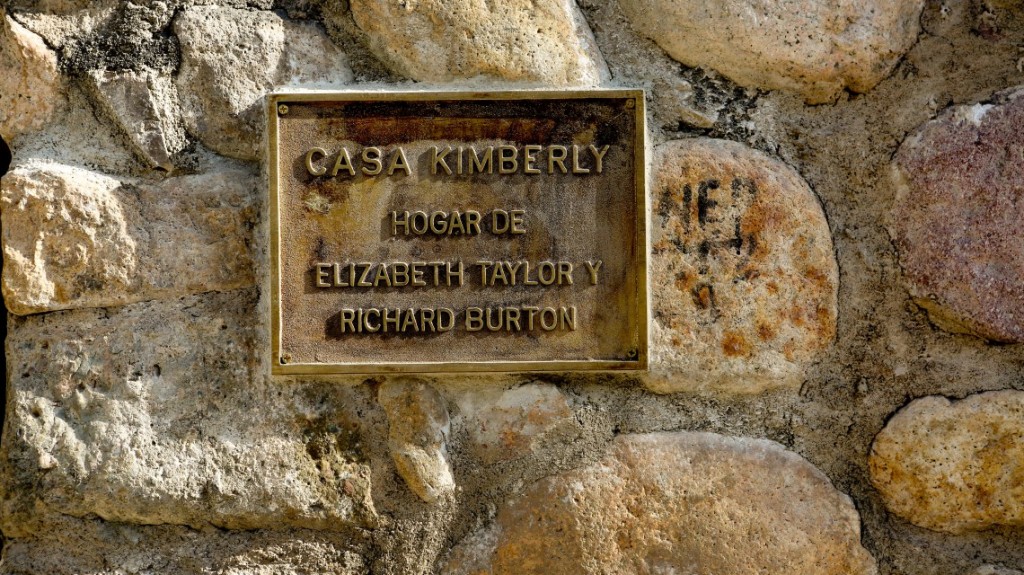 CASA KIMBERLY
HOGAR DE
ELIZABETH TAYLOR Y
RICHARD BURTON